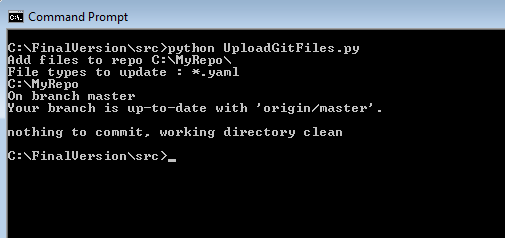 C:\.
Command Prompt
C:\FinalVersion\src>python UploadGitFiles.py
Add files to repo C:\MyRepo\
File types to update : *.yaml
C:\MyRepo
On branch master
Your branch is up-to-date with 'origin/master'.
nothing to commit, working directory clean
C:\FinalVersion\src>_